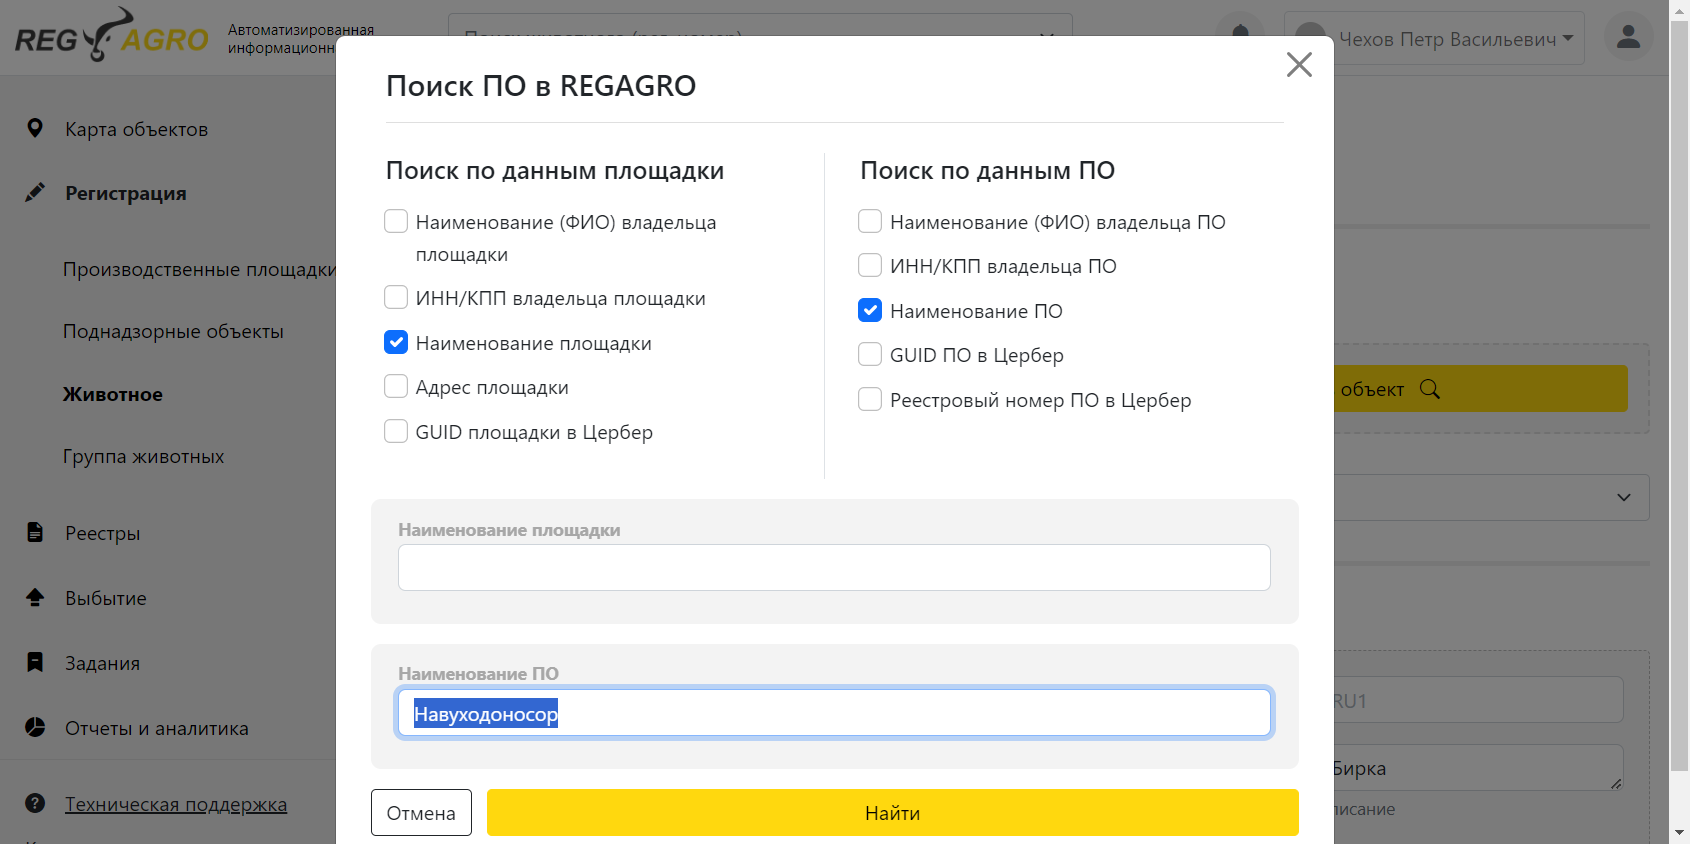 REG AGRO
Автоматизированная
информационн
Чехов Петр Васильевич
Карта объектов
Регистрация
Производственные площадки
Поднадзорные объекты
Животное
Группа животных
Реестры
Выбытие
Задания
Отчеты и аналитика
Техническая поддержка
Поиск ПО в REGAGRO
Поиск по данным площадки
Наименование (ФИО) владельца
площадки
ИНН/КПП владельца площадки
Наименование площадки
Адрес площадки
GUID площадки в Цербер
Поиск по данным ПО
Наименование (ФИО) владельца ПО
ИНН/КПП владельца ПО
Наименование ПО
GUID ПО в Цербер
Реестровый номер ПО в Цербер
Наименование площадки
Наименование ПО
Навуходоносор
Отмена
Найти
объект
RU1
Бирка
писание